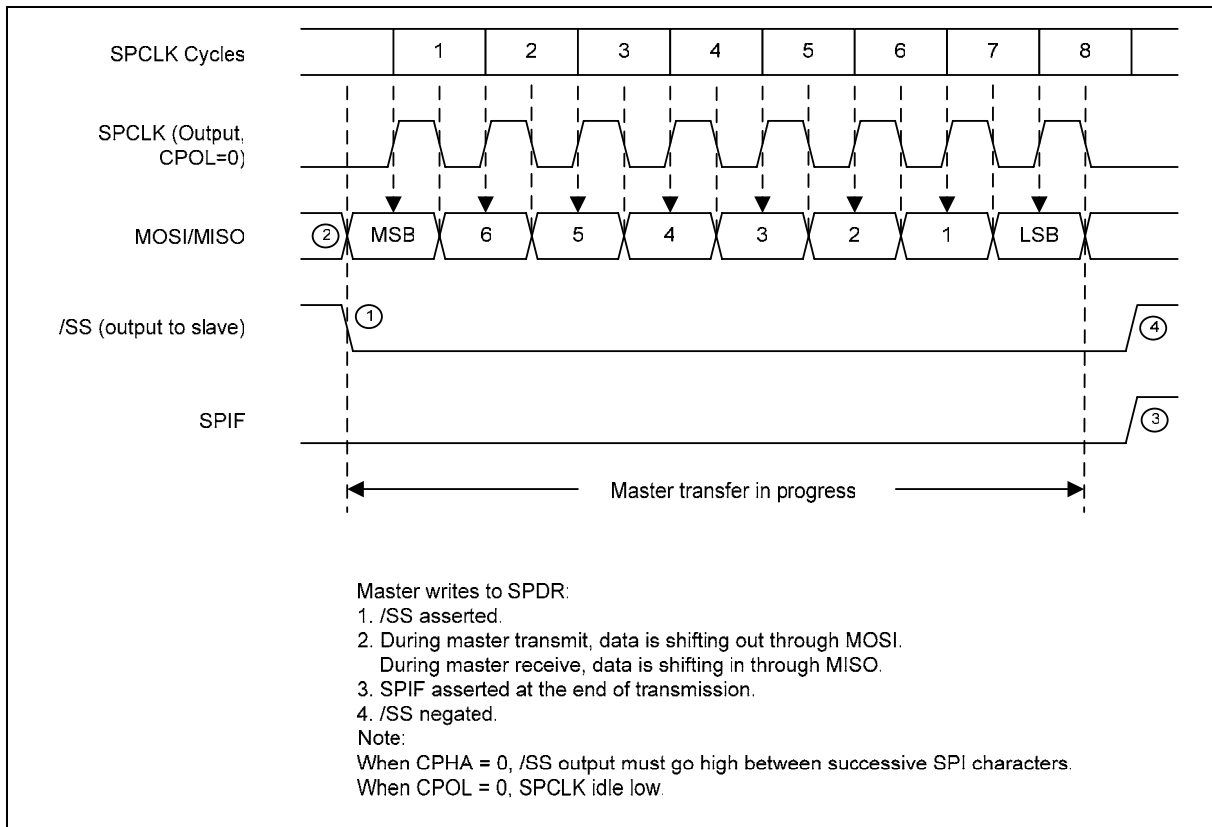 SPCLK Cycles
1 2 3 4 5 6 7 8
SPCLK (Output,
CPOL=0)
MOSI/MISO
2 MSB 6 5 4 3 2 1 LSB
/SS (output to slave)
1
4
SPIF
3
Master transfer in progress
Master writes to SPDR:
1. /SS asserted.
2. During master transmit, data is shifting out through MOSI.
During master receive, data is shifting in through MISO.
3. SPIF asserted at the end of transmission.
4. /SS negated.
Note:
When CPHA = 0, /SS output must go high between successive SPI characters.
When CPOL = 0, SPCLK idle low.